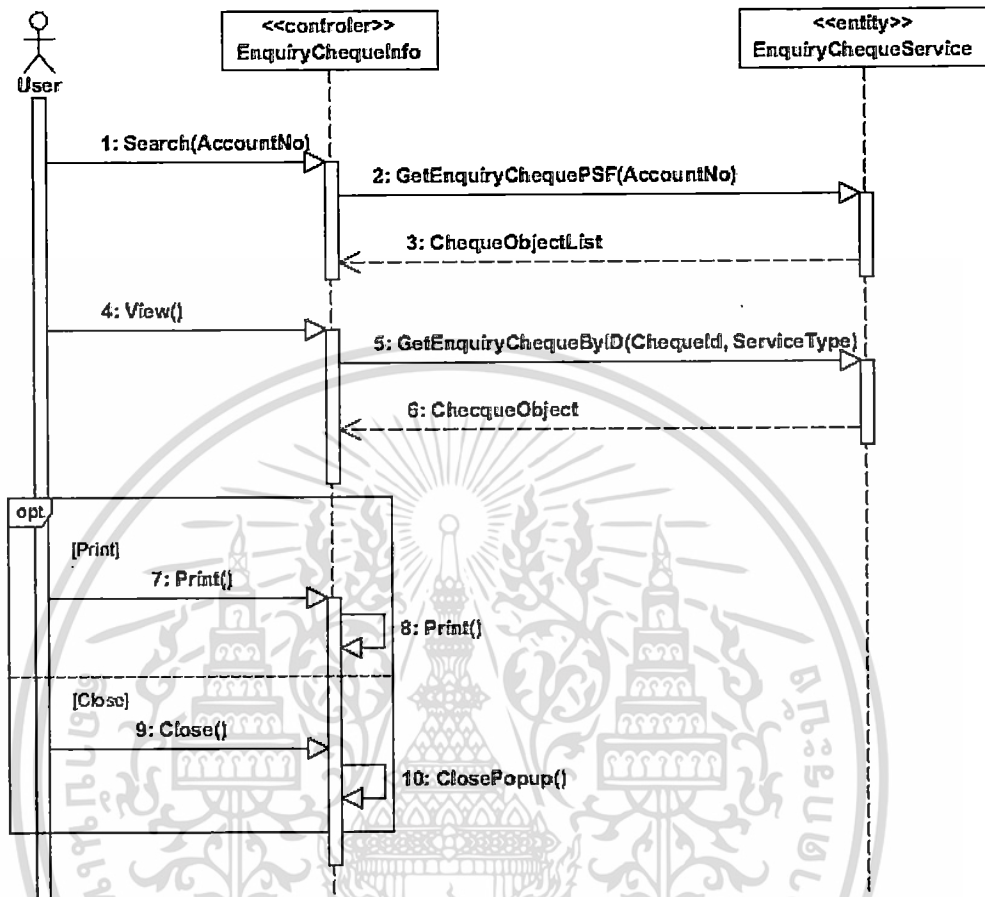 <<controler>>
EnquiryChequeInfo
<<entity>>
EnquiryChequeService
User
1: Search(AccountNo)
2: GetEnquiryChequePSF(AccountNo)
3: ChequeObjectList
4: View()
5: GetEnquiryChequeByID(ChequeId, ServiceType)
6: ChecqueObject
opt
[Print]
7: Print()
8: Print()
[Close]
9: Close()
10: ClosePopup()